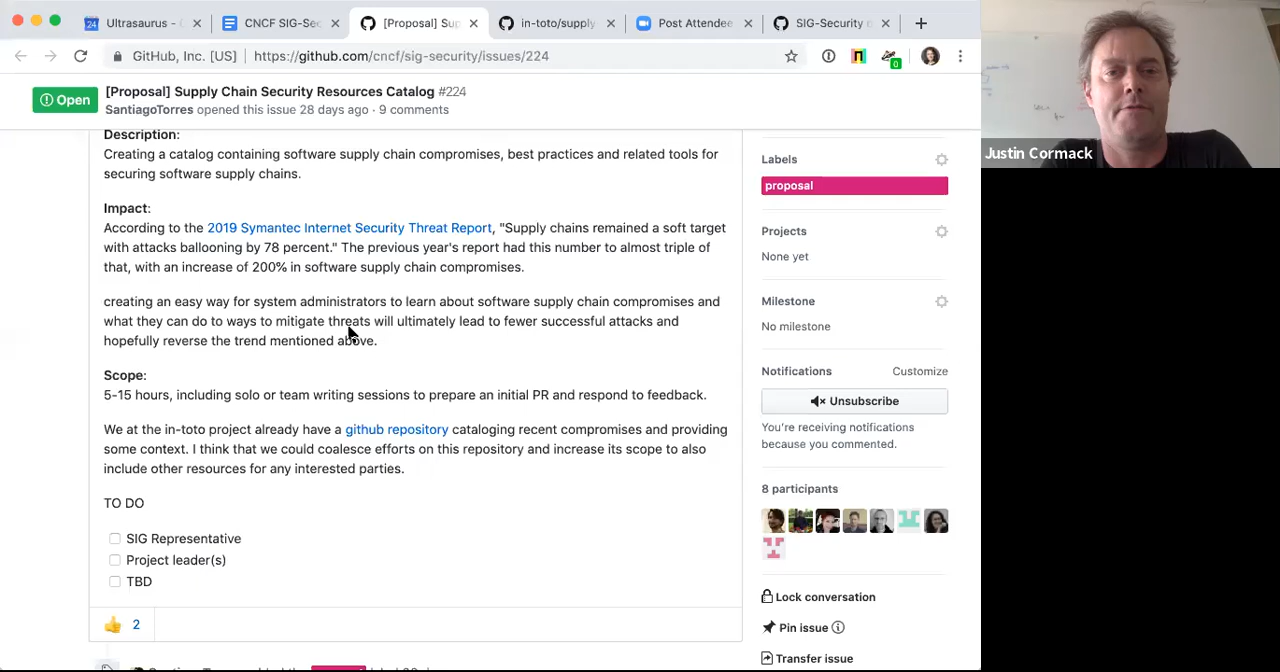 Ultrasaurus -
CNCF SIG-Sec
[Proposal] Sup
in-toto/supply
Post Attendee
SIG-Security
GitHub, Inc. [US]
https://github.com/cncf/sig-security/issues/224
0
Open
[Proposal] Supply Chain Security Resources Catalog #224
SantiagoTorres opened this issue 28 days ago · 9 comments
Justin Cormack
Description:
Creating a catalog containing software supply chain compromises, best practices and related tools for
securing software supply chains.
Impact:
According to the 2019 Symantec Internet Security Threat Report, "Supply chains remained a soft target
with attacks ballooning by 78 percent." The previous year's report had this number to almost triple of
that, with an increase of 200% in software supply chain compromises.
creating an easy way for system administrators to learn about software supply chain compromises and
what they can do to ways to mitigate threats will ultimately lead to fewer successful attacks and
hopefully reverse the trend mentioned above.
Scope:
5-15 hours, including solo or team writing sessions to prepare an initial PR and respond to feedback.
We at the in-toto project already have a github repository cataloging recent compromises and providing
some context. I think that we could coalesce efforts on this repository and increase its scope to also
include other resources for any interested parties.
TO DO
SIG Representative
Project leader(s)
TBD
2
Labels
proposal
Projects
None yet
Milestone
No milestone
Notifications
Customize
Unsubscribe
You're receiving notifications
because you commented.
8 participants
Lock conversation
Pin issue
Transfer issue